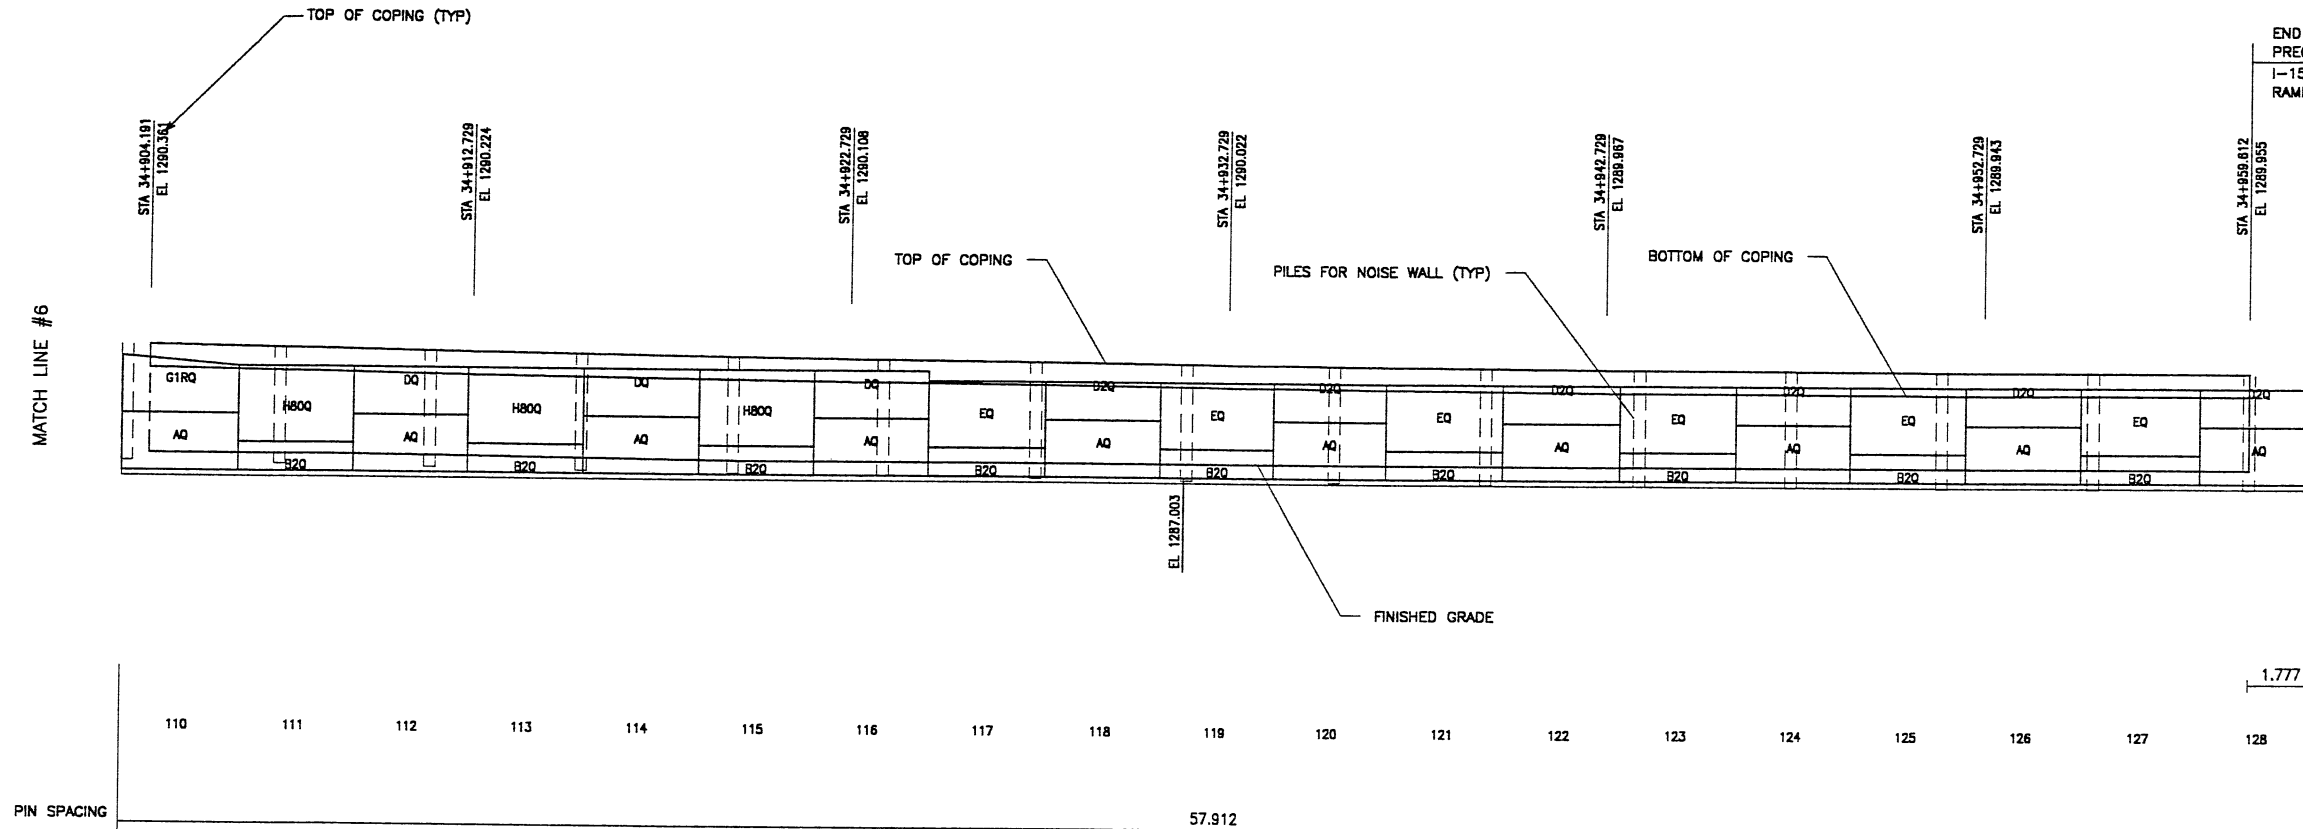 TOP OF COPING (TYP)
END
PREC
I-15
RAM
STA 34+904.191
EL 1290.361
STA 34+912.729
EL 1290.224
STA 34+922.729
EL 1290.108
STA 34+932.729
EL 1290.022
STA 34+942.729
EL 1289.967
STA 34+952.729
EL 1289.943
STA 34+959.812
EL 1289.955
TOP OF COPING
PILES FOR NOISE WALL (TYP)
BOTTOM OF COPING
MATCH LINE #6
G1RQ DQ DQ DQ D2Q D2Q D2Q D2Q D2Q D2Q
H80Q H80Q H80Q EQ EQ EQ EQ EQ EQ
AQ AQ AQ AQ AQ AQ AQ AQ AQ AQ
B2Q B2Q B2Q B2Q B2Q B2Q B2Q B2Q B2Q
EL 1287.003
FINISHED GRADE
1.777
110 111 112 113 114 115 116 117 118 119 120 121 122 123 124 125 126 127 128
PIN SPACING
57.912